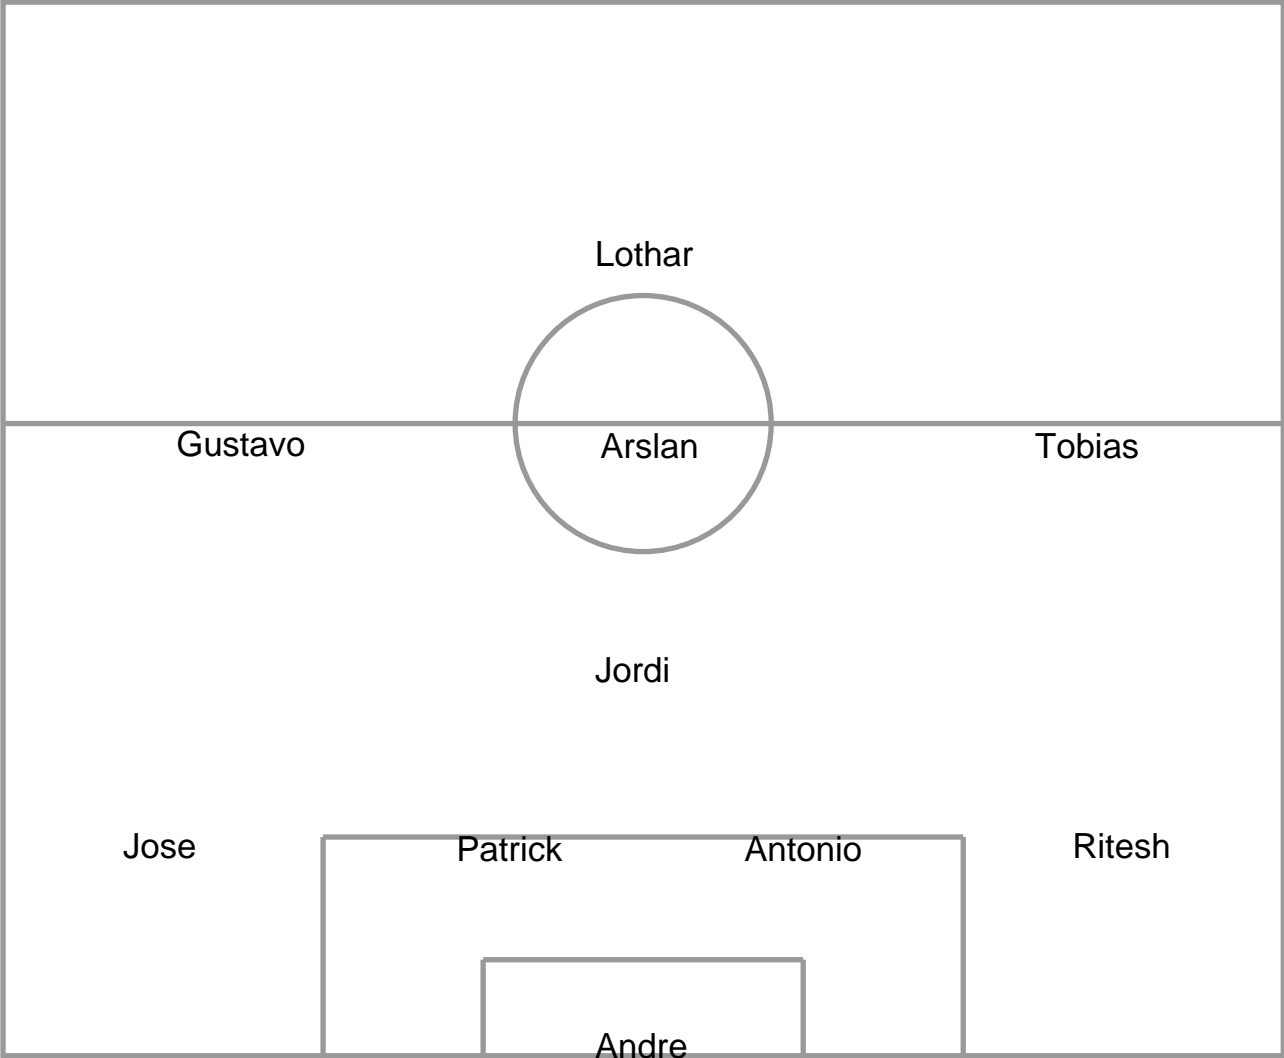 Lothar
Gustavo Arslan Tobias
Jordi
Jose Patrick Antonio Ritesh
Andre